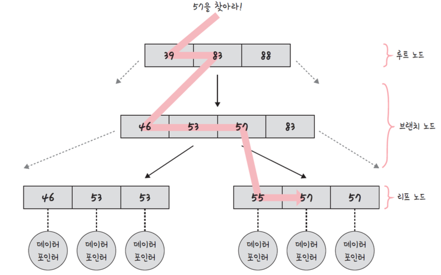 57을 찾아라!
39 83 88
루트 노드
46 53 57 83
브랜치 노드
46 53 53
55 57 57
리프 노드
데이터 포인터
데이터 포인터
데이터 포인터
데이터 포인터
데이터 포인터
데이터 포인터